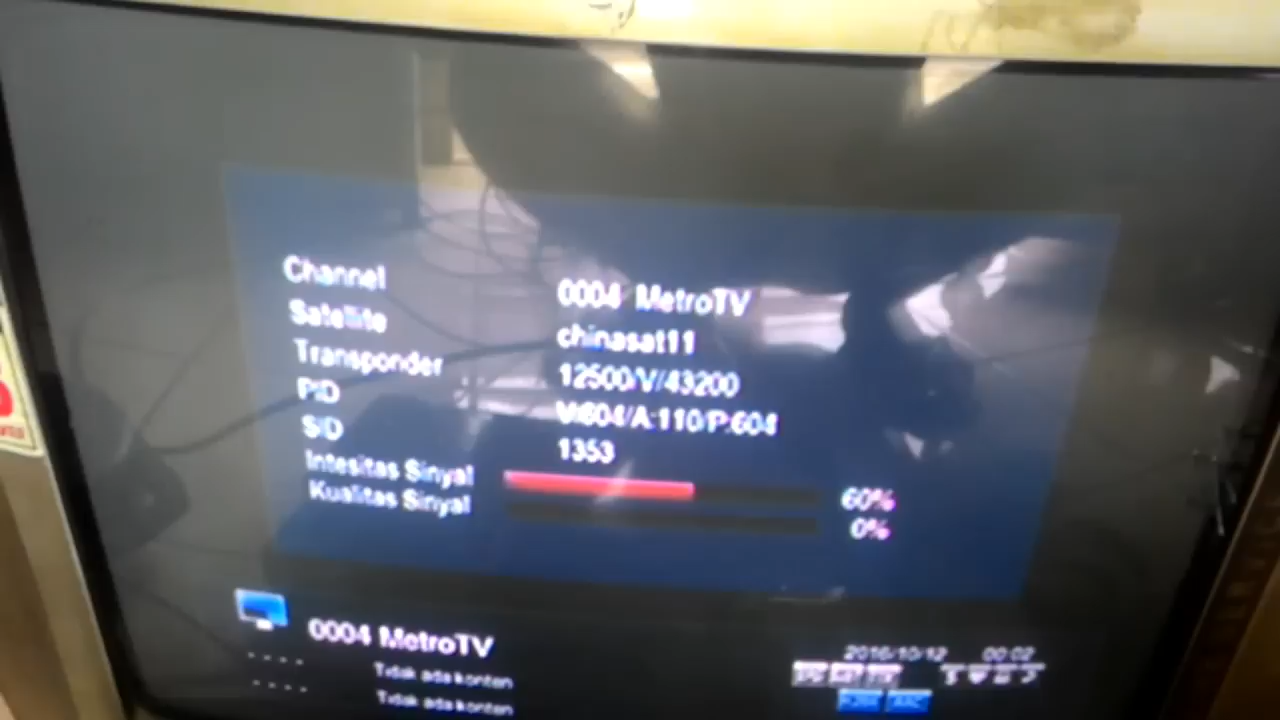 Channel 0004 MetroTV
Satellite chinasat11
Transponder 12500/V/43200
PID V:604/A:110/P:604
SID 1353
Intesitas Sinyal 60%
Kualitas Sinyal 0%
0004 MetroTV
2016/10/12 00:02
---- Tidak ada konten
---- Tidak ada konten